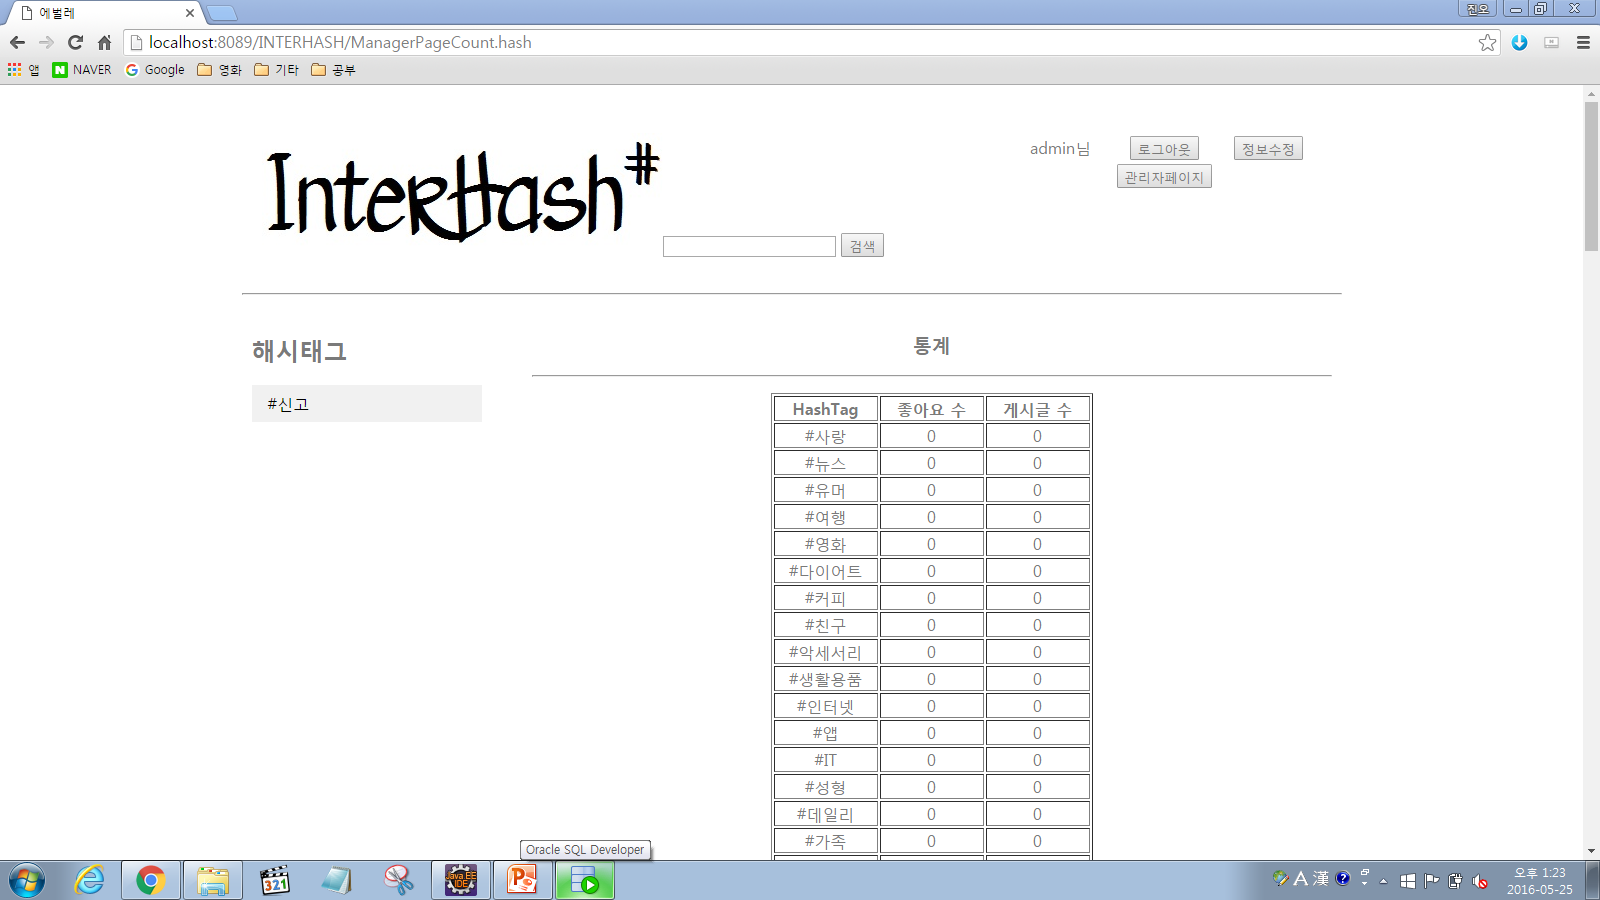 에벌레
진오
localhost:8089/INTERHASH/ManagerPageCount.hash
앱 NAVER Google 영화 기타 공부
InterHash#
admin님 로그아웃 정보수정
관리자페이지
검색
해시태그
#신고
통계
HashTag 좋아요 수 게시글 수
#사랑 0 0
#뉴스 0 0
#유머 0 0
#여행 0 0
#영화 0 0
#다이어트 0 0
#커피 0 0
#친구 0 0
#악세서리 0 0
#생활용품 0 0
#인터넷 0 0
#앱 0 0
#IT 0 0
#성형 0 0
#데일리 0 0
#가족 0 0
Oracle SQL Developer
321
Java EE
IDE
A 漢
오후 1:23
2016-05-25